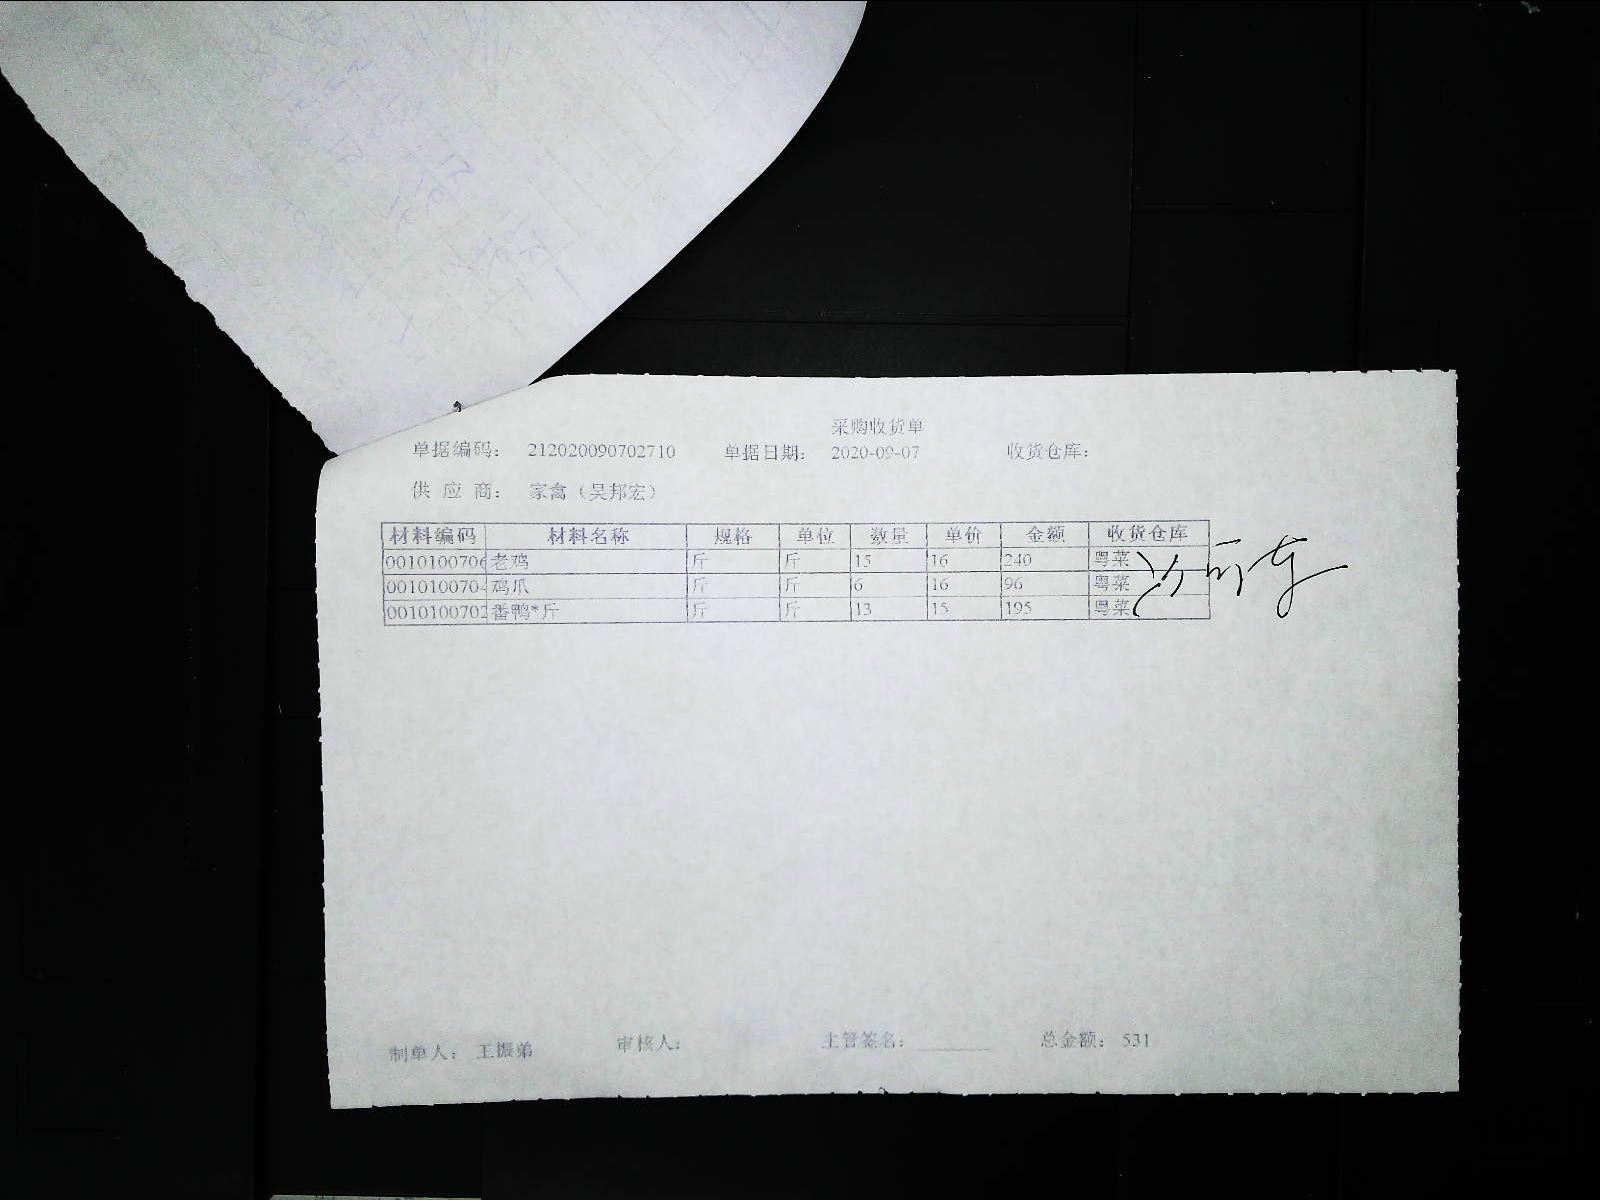 采购收货单
单据编码： 212020090702710 单据日期： 2020-09-07 收货仓库：
供 应 商： 家禽（吴邦宏）
材料编码 材料名称 规格 单位 数量 单价 金额 收货仓库
0010100706 老鸡 斤 斤 15 16 240 粤菜
001010070 鸡爪 斤 斤 6 16 96 粤菜
0010100702 番鸭*斤 斤 斤 13 15 195 粤菜
制单人： 王振弟 审核人： 主管签名： 总金额： 531